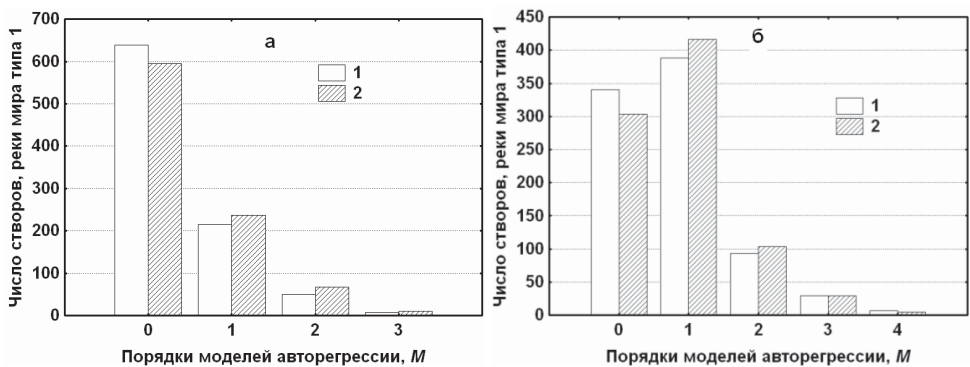 700
600
500
400
300
200
100
0
Число створов, реки мира типа 1
а
1
2
0 1 2 3
Порядки моделей авторегрессии, М
450
400
350
300
250
200
150
100
50
0
Число створов, реки мира типа 1
б
1
2
0 1 2 3 4
Порядки моделей авторегрессии, М